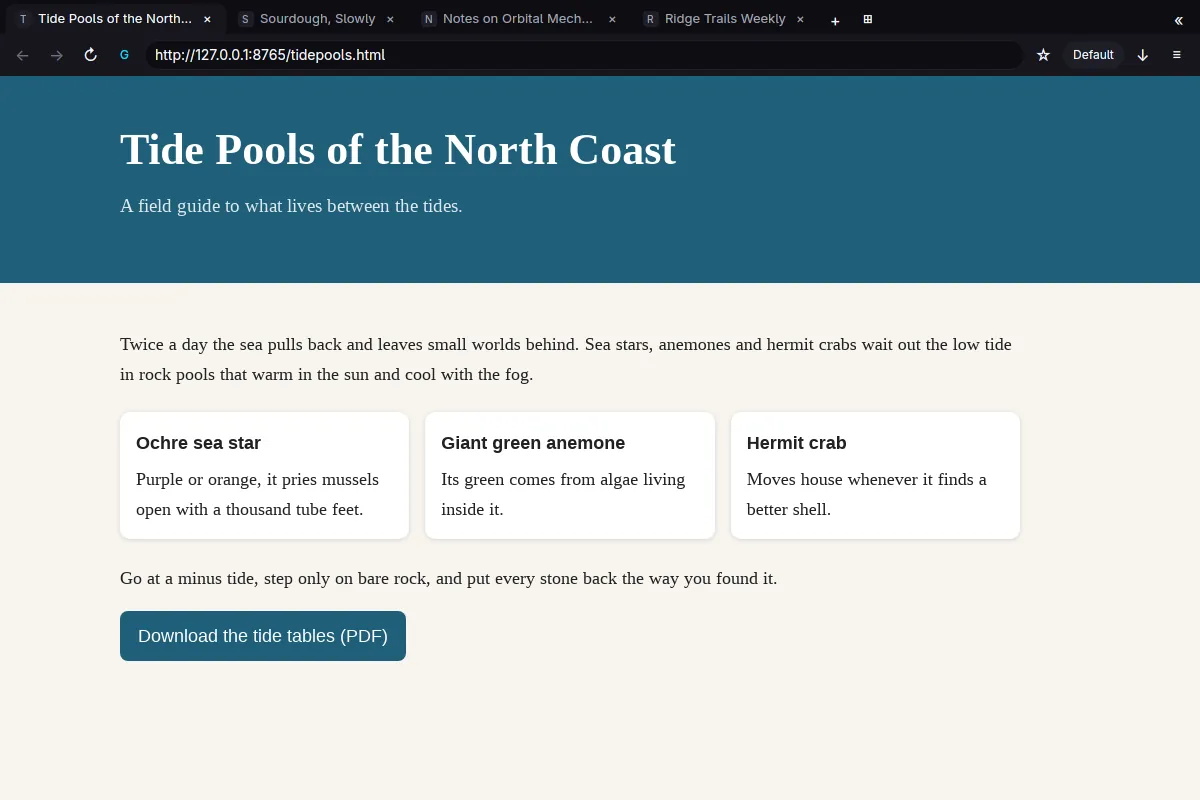 T Tide Pools of the North... × S Sourdough, Slowly × N Notes on Orbital Mech... × R Ridge Trails Weekly × +
G http://127.0.0.1:8765/tidepools.html Default
Tide Pools of the North Coast
A field guide to what lives between the tides.
Twice a day the sea pulls back and leaves small worlds behind. Sea stars, anemones and hermit crabs wait out the low tide
in rock pools that warm in the sun and cool with the fog.
Ochre sea star
Purple or orange, it pries mussels
open with a thousand tube feet.
Giant green anemone
Its green comes from algae living
inside it.
Hermit crab
Moves house whenever it finds a
better shell.
Go at a minus tide, step only on bare rock, and put every stone back the way you found it.
Download the tide tables (PDF)